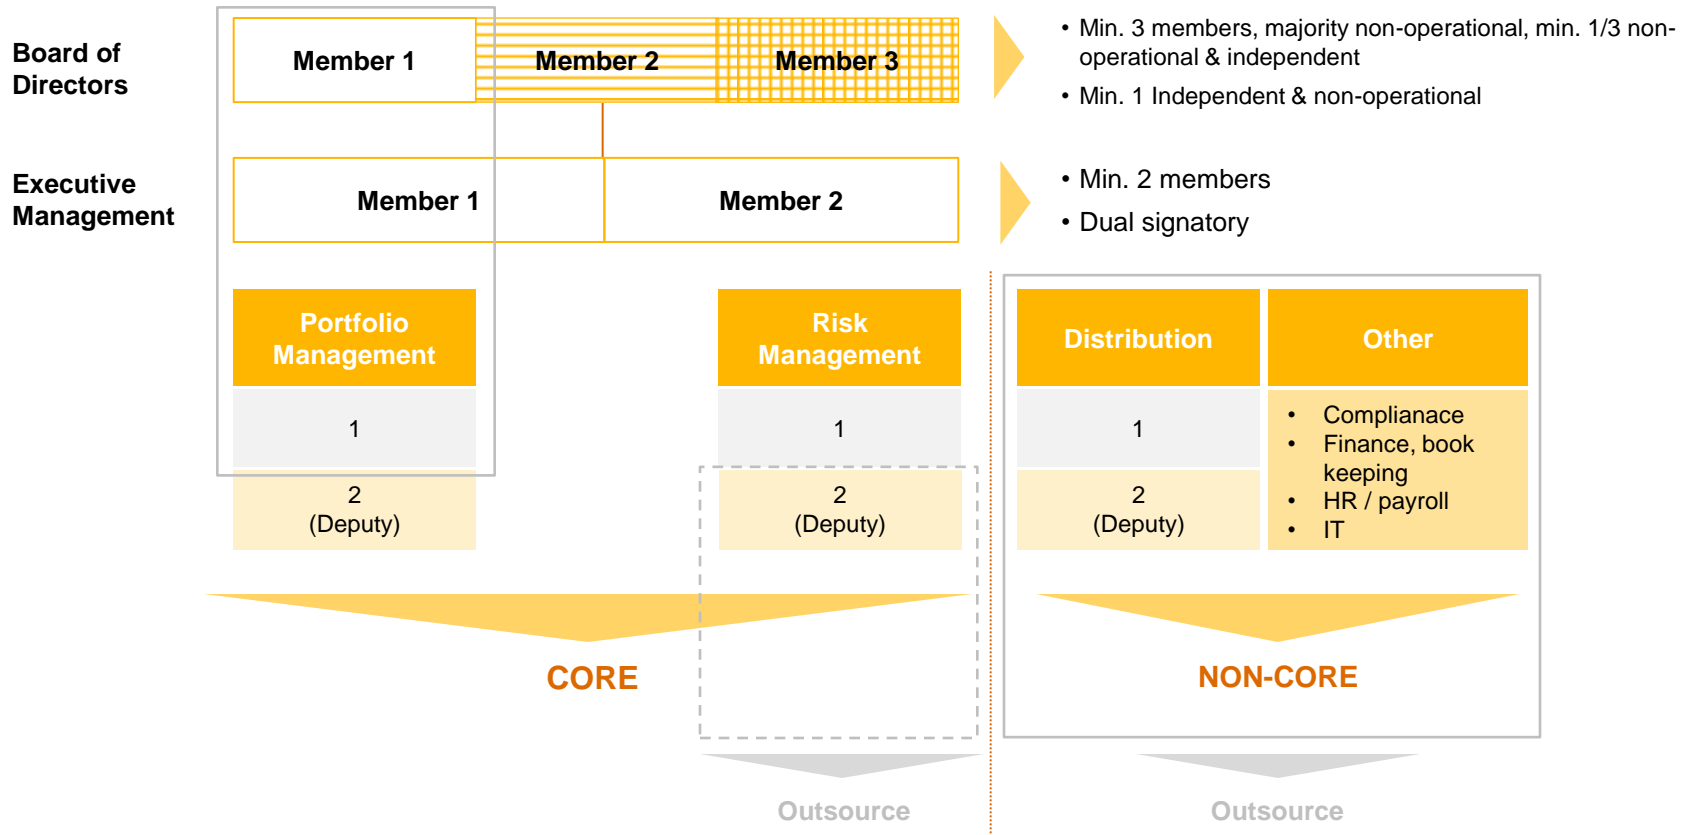 Board of
Directors
Member 1
Member 2
Member 3
• Min. 3 members, majority non-operational, min. 1/3 non-
operational & independent
• Min. 1 Independent & non-operational
Executive
Management
Member 1
Member 2
• Min. 2 members
• Dual signatory
Portfolio
Management
1
2
(Deputy)
Risk
Management
1
2
(Deputy)
Distribution
1
2
(Deputy)
Other
• Complianace
• Finance, book
keeping
• HR / payroll
• IT
CORE
NON-CORE
Outsource
Outsource